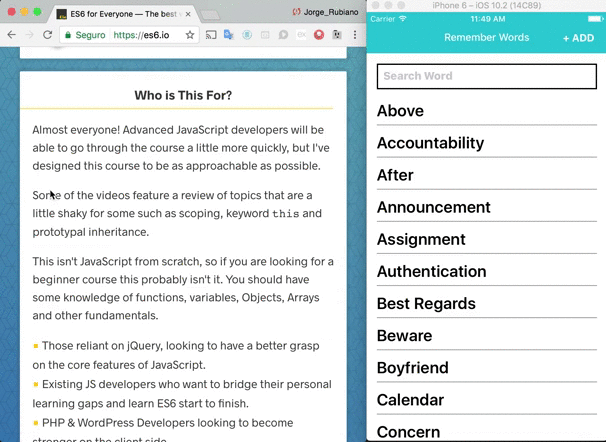 ES6 for Everyone — The best
Jorge_Rubiano
Seguro
https://es6.io
Who is This For?
Almost everyone! Advanced JavaScript developers will be
able to go through the course a little more quickly, but I've
designed this course to be as approachable as possible.
Some of the videos feature a review of topics that are a
little shaky for some such as scoping, keyword this and
prototypal inheritance.
This isn't JavaScript from scratch, so if you are looking for a
beginner course this probably isn't it. You should have
some knowledge of functions, variables, Objects, Arrays
and other fundamentals.
Those reliant on jQuery, looking to have a better grasp
on the core features of JavaScript.
Existing JS developers who want to bridge their personal
learning gaps and learn ES6 start to finish.
PHP & WordPress Developers looking to become
stronger on the client side
iPhone 6 – iOS 10.2 (14C89)
Carrier
11:49 AM
Remember Words
+ ADD
Search Word
Above
Accountability
After
Announcement
Assignment
Authentication
Best Regards
Beware
Boyfriend
Calendar
Concern